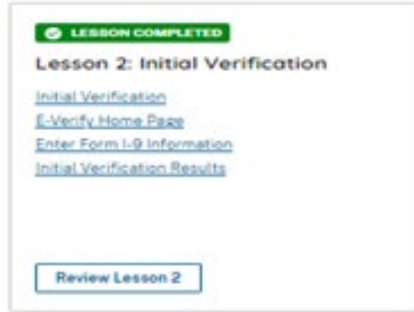 LESSON COMPLETED
Lesson 2: Initial Verification
Initial Verification
E-Verify Home Page
Enter Form I-9 Information
Initial Verification Results
Review Lesson 2